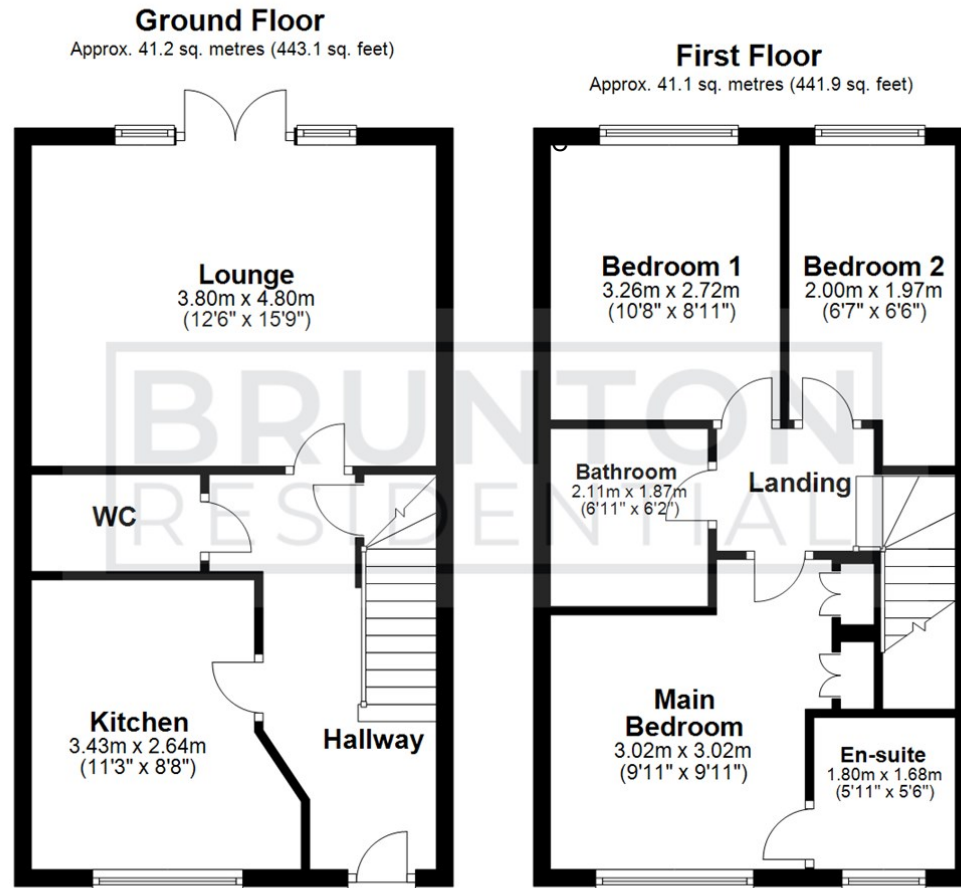 Ground Floor
Approx. 41.2 sq. metres (443.1 sq. feet)
Lounge
3.80m x 4.80m
(12'6" x 15'9")
WC
Kitchen
3.43m x 2.64m
(11'3" x 8'8")
Hallway
First Floor
Approx. 41.1 sq. metres (441.9 sq. feet)
Bedroom 1
3.26m x 2.72m
(10'8" x 8'11")
Bedroom 2
2.00m x 1.97m
(6'7" x 6'6")
Bathroom
2.11m x 1.87m
(6'11" x 6'2")
Landing
Main
Bedroom
3.02m x 3.02m
(9'11" x 9'11")
En-suite
1.80m x 1.68m
(5'11" x 5'6")
BRUNTON
RESIDENTIAL